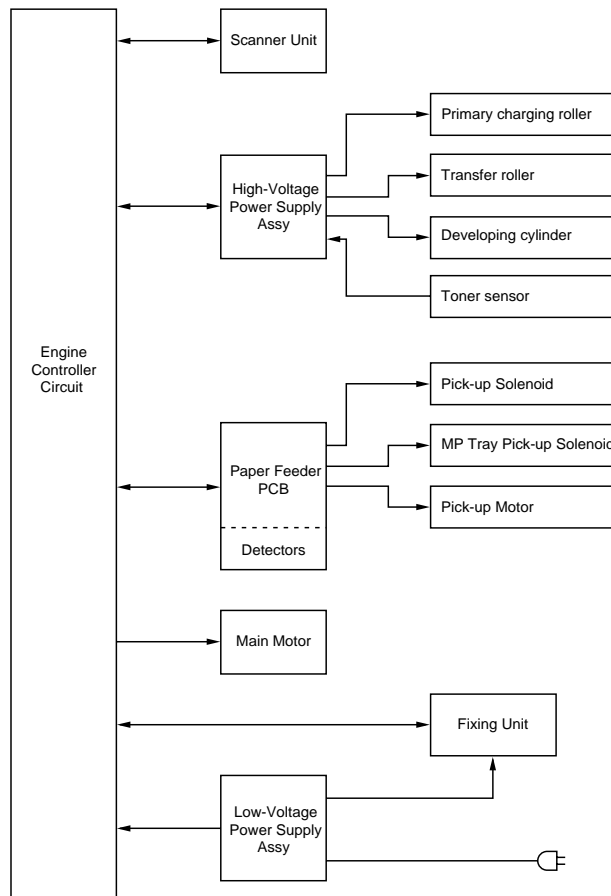 Scanner Unit
Primary charging roller
High-Voltage
Power Supply
Assy
Transfer roller
Developing cylinder
Toner sensor
Engine
Controller
Circuit
Pick-up Solenoid
Paper Feeder
PCB
MP Tray Pick-up Solenoid
Pick-up Motor
Detectors
Main Motor
Fixing Unit
Low-Voltage
Power Supply
Assy